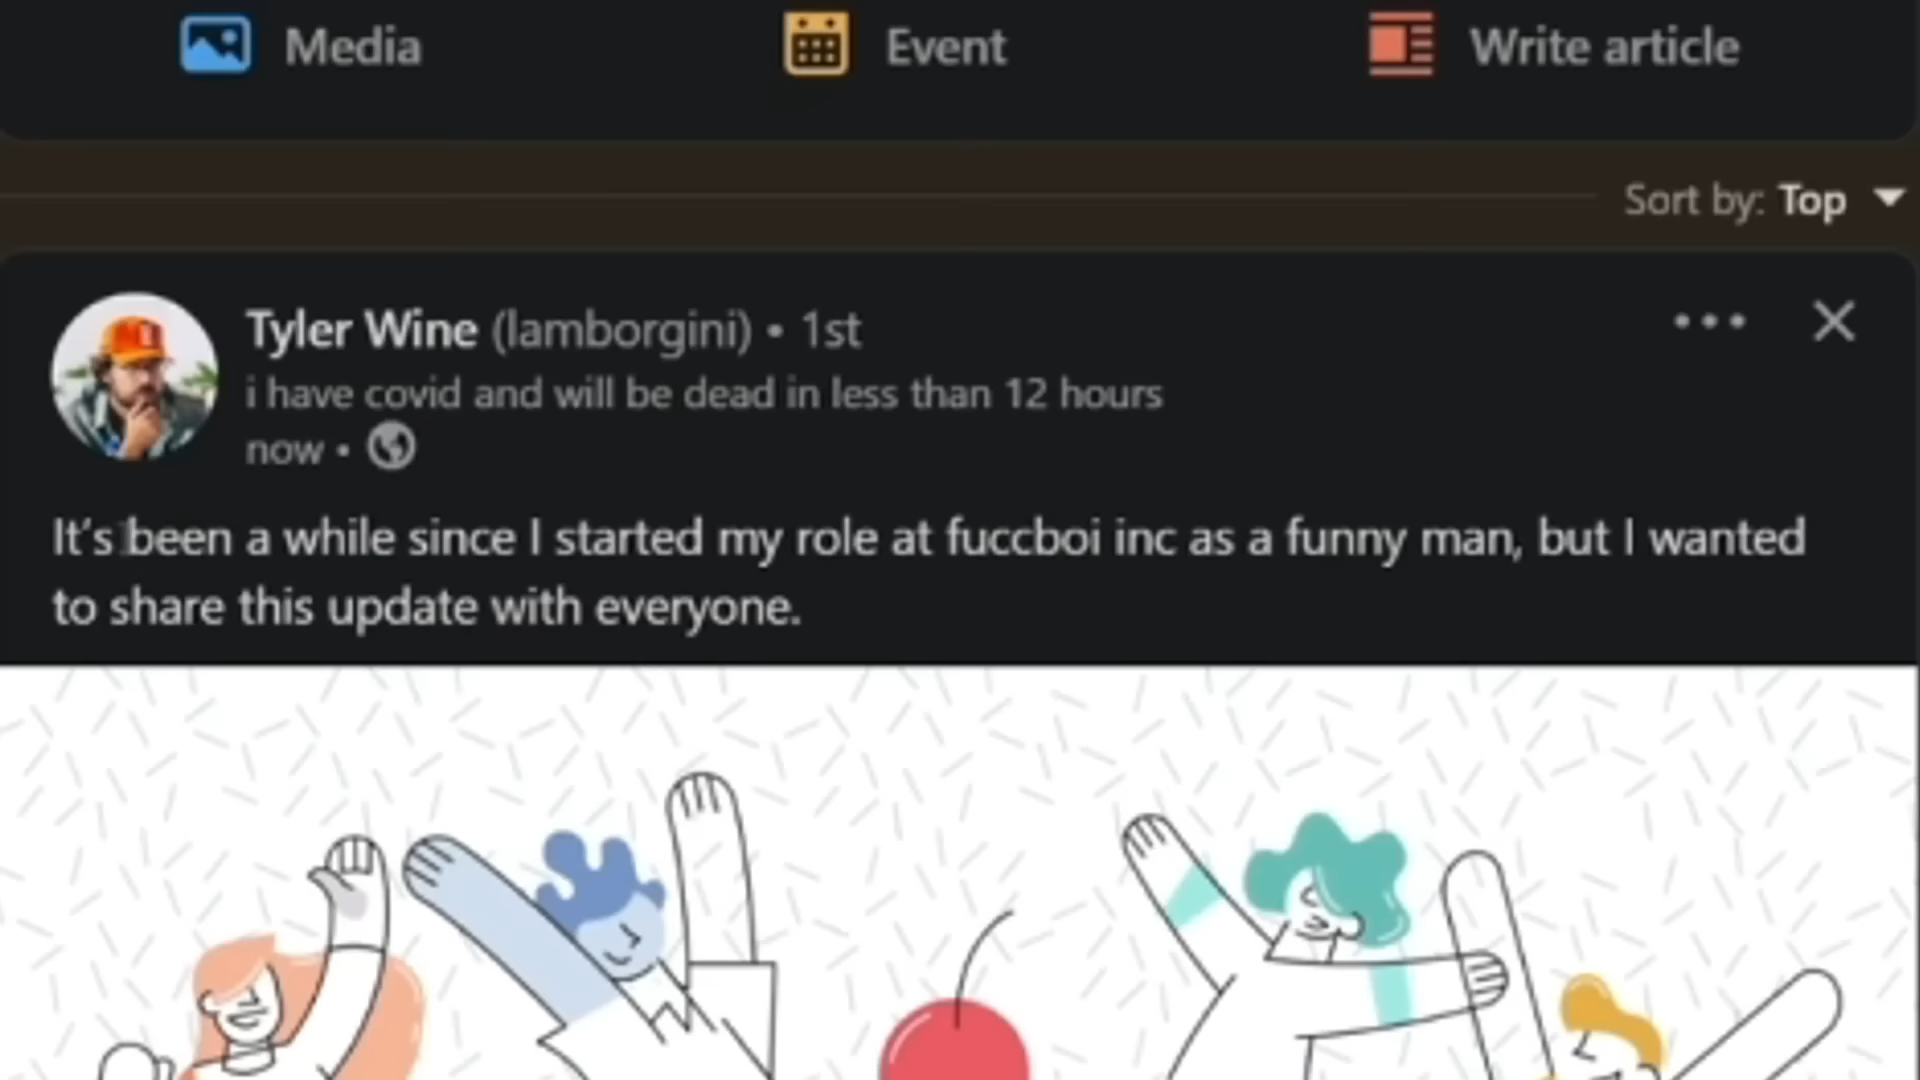 Media
Event
Write article
Sort by: Top
Tyler Wine (lamborgini) • 1st
i have covid and will be dead in less than 12 hours
now •
It's been a while since I started my role at fuccboi inc as a funny man, but I wanted
to share this update with everyone.